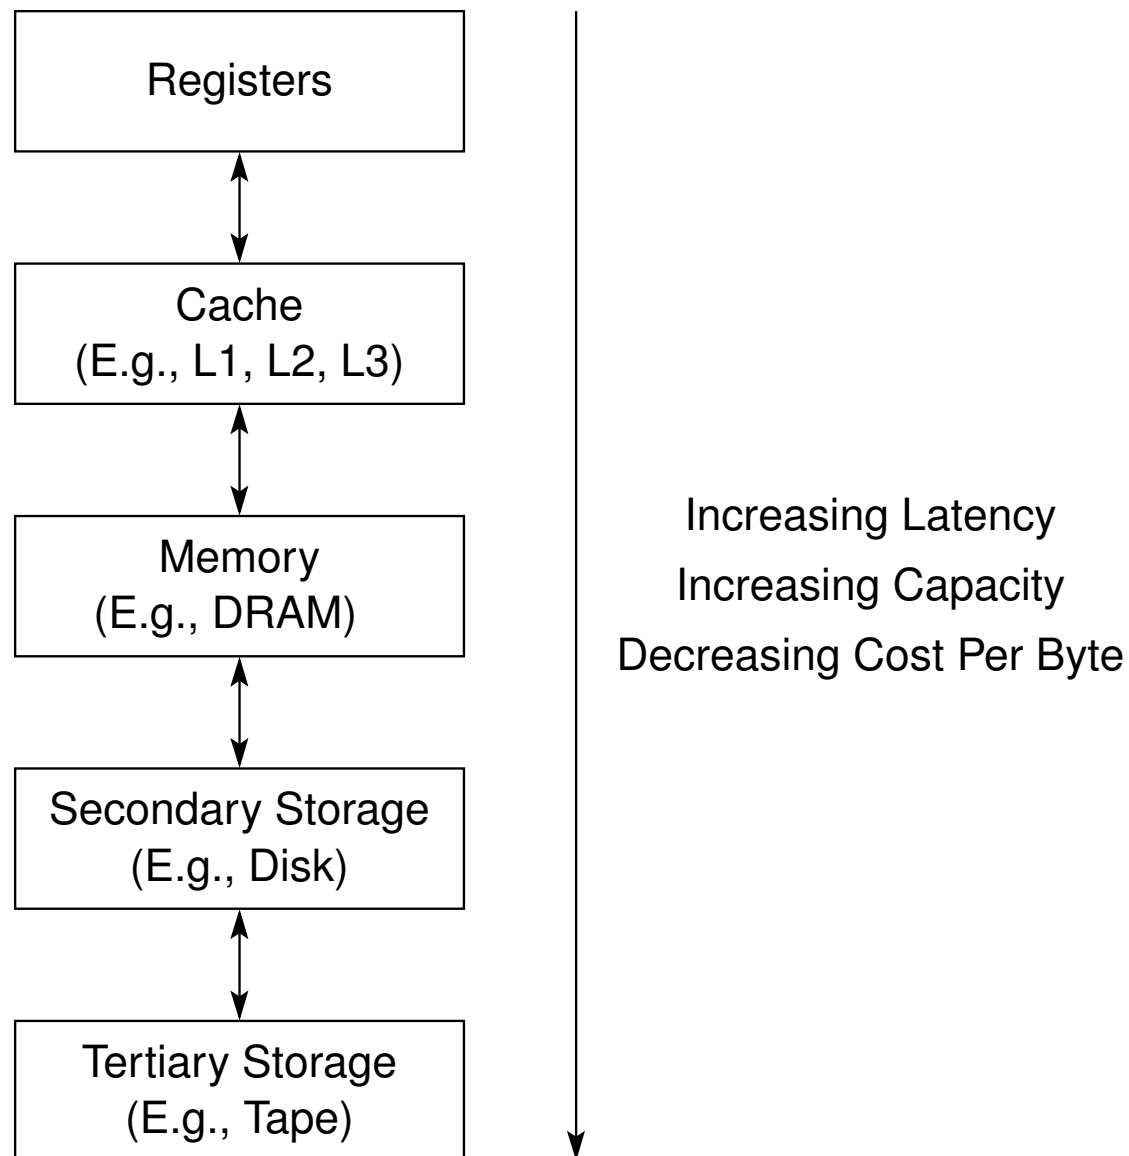 Registers
Cache
(E.g., L1, L2, L3)
Memory
(E.g., DRAM)
Secondary Storage
(E.g., Disk)
Tertiary Storage
(E.g., Tape)
Increasing Latency
Increasing Capacity
Decreasing Cost Per Byte